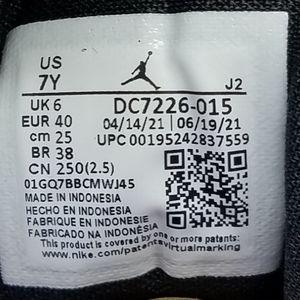 US
7Y
J2
UK 6
EUR 40
cm 25
BR 38
CN 250(2.5)
DC7226-015
04/14/21 06/19/21
UPC 00195242837559
01GQ7BBCMWJ45
MADE IN INDONESIA
HECHO EN INDONESIA
FABRIQUE EN INDONESIE
FABRICADO NA INDONÉSIA
This product is covered by one or more patents:
www.nike.com/patentsvirtualmarking